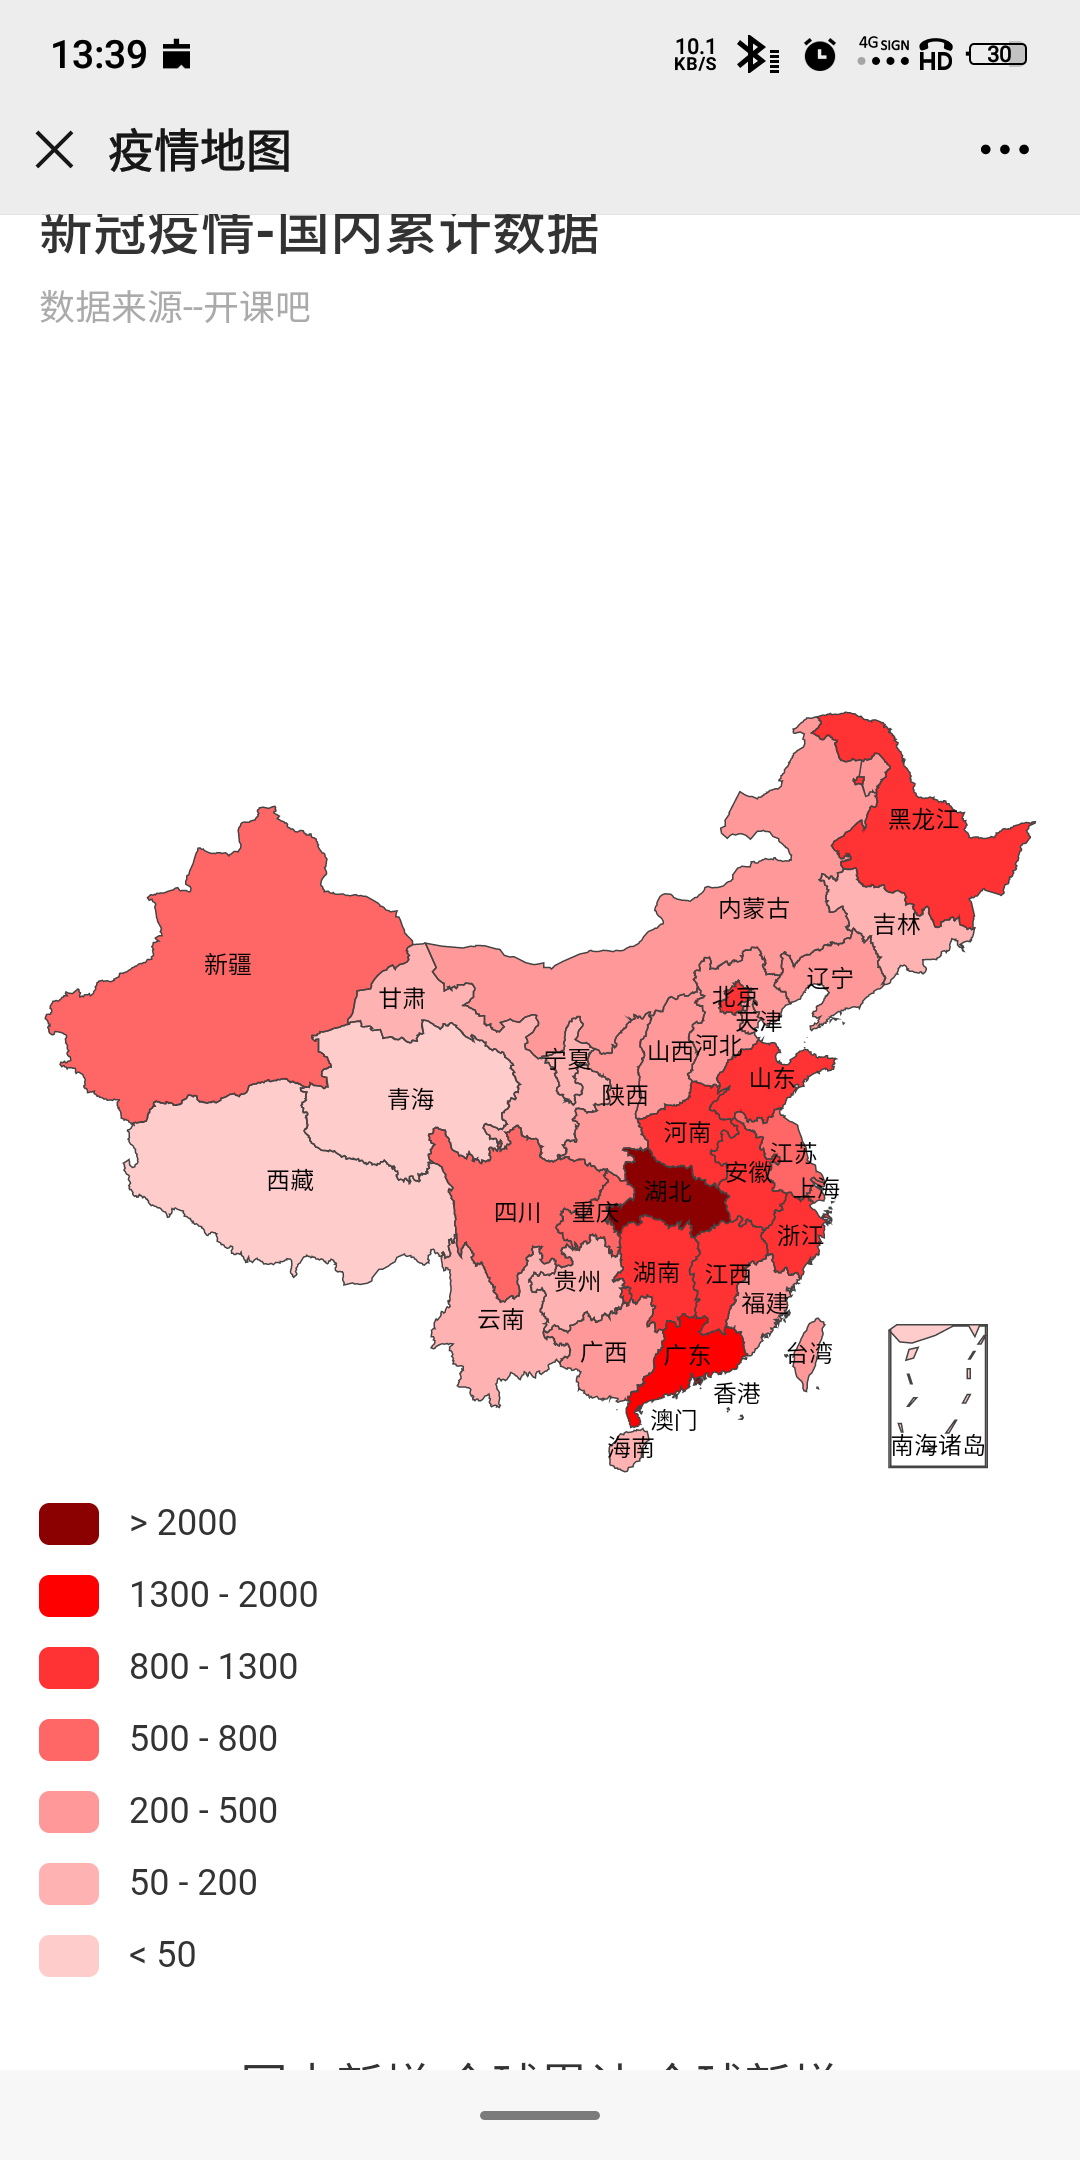 13:39 10.1 KB/S 4G SIGN HD 30
疫情地图
新冠疫情-国内累计数据
数据来源--开课吧
黑龙江
内蒙古
吉林
新疆
辽宁
甘肃
北京
天津
山西
河北
宁夏
山东
陕西
青海
河南
江苏
安徽
西藏
上海
湖北
四川
重庆
浙江
湖南
江西
贵州
福建
云南
广西
广东
台湾
香港
澳门
海南
南海诸岛
> 2000
1300 - 2000
800 - 1300
500 - 800
200 - 500
50 - 200
< 50